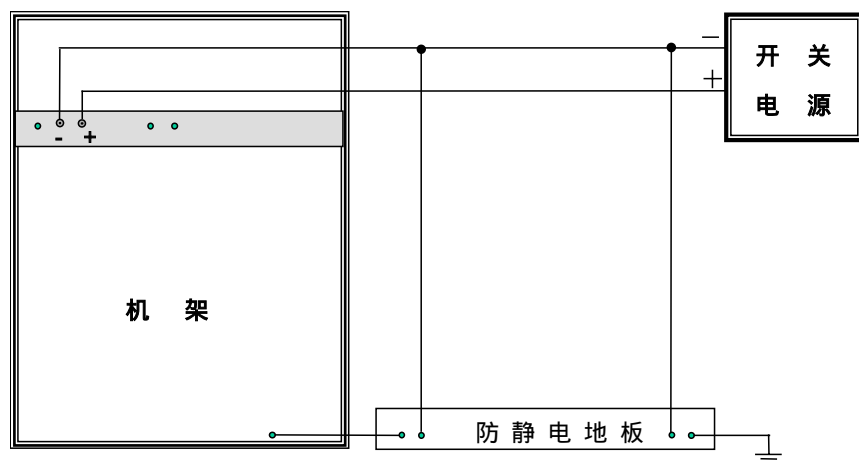 开 关
电 源
－
＋
- +
机 架
防 静 电 地 板